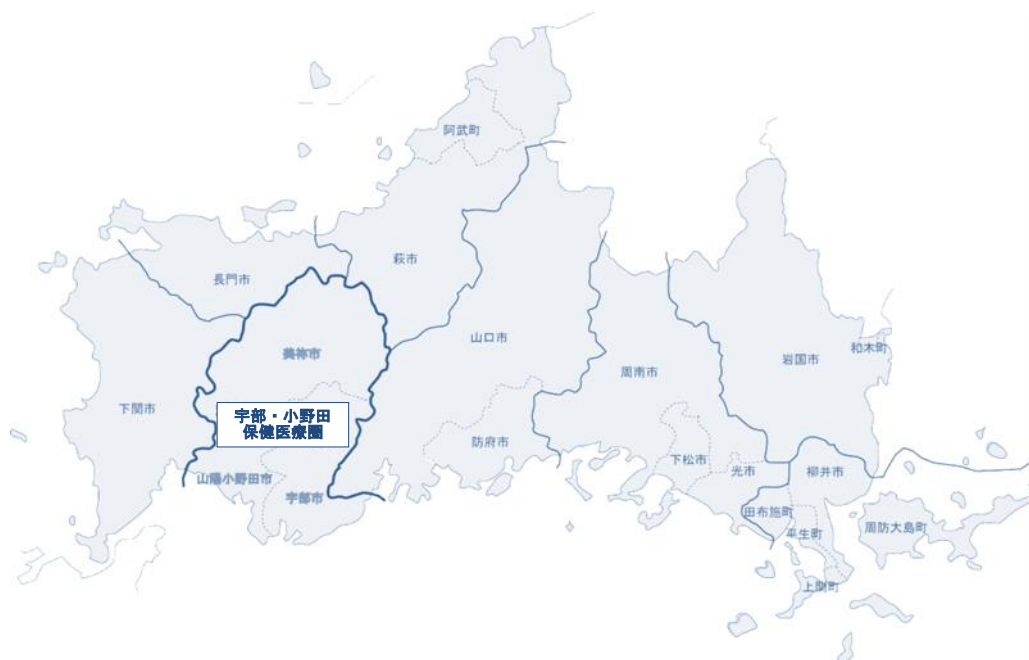 阿武町
萩市
長門市
山口市
美祢市
周南市
岩国市
和木町
下関市
宇部・小野田
保健医療圏
防府市
下松市
光市
柳井市
山陽小野田市
宇部市
田布施町
平生町
周防大島町
上関町